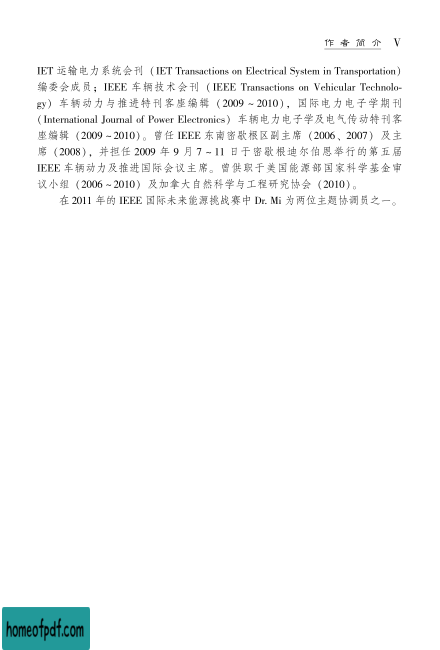 作 者 简 介 V
IET 运输电力系统会刊 (IET Transactions on Electrical System in Transportation)
编委会成员；IEEE 车辆技术会刊 (IEEE Transactions on Vehicular Technolo-
gy) 车辆动力与推进特刊客座编辑 (2009 ~ 2010)，国际电力电子学期刊
(International Journal of Power Electronics) 车辆电力电子学及电气传动特刊客
座编辑 (2009 ~ 2010)。曾任 IEEE 东南密歇根区副主席 (2006、2007) 及主
席 (2008)，并担任 2009 年 9 月 7 ~ 11 日于密歇根迪尔伯恩举行的第五届
IEEE 车辆动力及推进国际会议主席。曾供职于美国能源部国家科学基金审
议小组 (2006 ~ 2010) 及加拿大自然科学与工程研究协会 (2010)。
在 2011 年的 IEEE 国际未来能源挑战赛中 Dr. Mi 为两位主题协调员之一。
homeofpdf.com